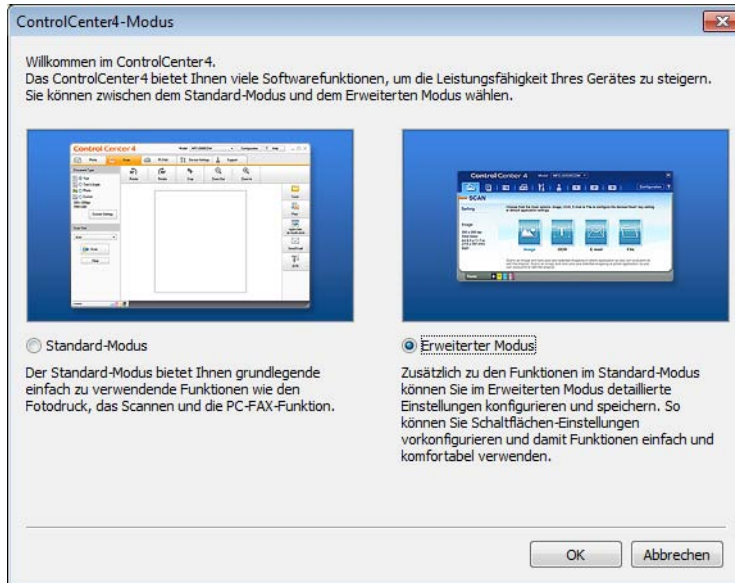 ControlCenter4-Modus
Willkommen im ControlCenter4.
Das ControlCenter4 bietet Ihnen viele Softwarefunktionen, um die Leistungsfähigkeit Ihres Gerätes zu steigern.
Sie können zwischen dem Standard-Modus und dem Erweiterten Modus wählen.
Control Center 4
Control Center 4
SCAN
Image
OCR
E-mail
File
Standard-Modus
Der Standard-Modus bietet Ihnen grundlegende
einfach zu verwendende Funktionen wie den
Fotodruck, das Scannen und die PC-FAX-Funktion.
Erweiterter Modus
Zusätzlich zu den Funktionen im Standard-Modus
können Sie im Erweiterten Modus detaillierte
Einstellungen konfigurieren und speichern. So
können Sie Schaltflächen-Einstellungen
vorkonfigurieren und damit Funktionen einfach und
komfortabel verwenden.
OK
Abbrechen